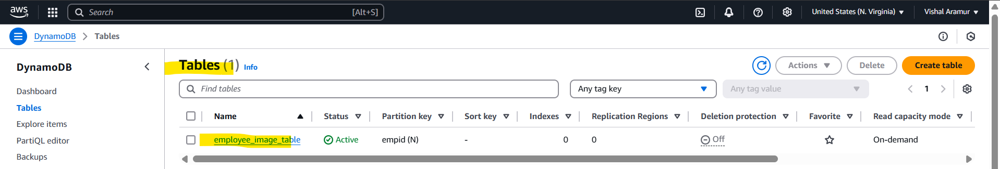 aws Search [Alt+S] United States (N. Virginia) Vishal Aramur
DynamoDB Tables
DynamoDB
Dashboard
Tables
Explore items
PartiQL editor
Backups
Tables (1) Info Actions Delete Create table
Find tables Any tag key Any tag value 1
Name Status Partition key Sort key Indexes Replication Regions Deletion protection Favorite Read capacity mode
employee_image_table Active empid (N) - 0 0 Off On-demand